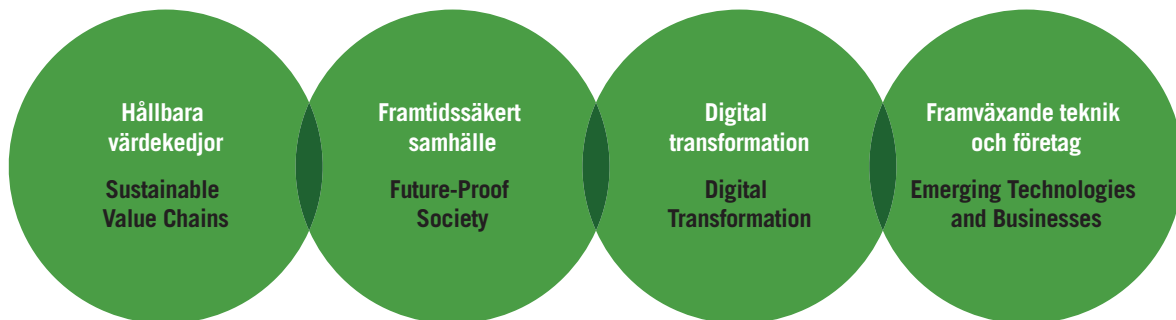 Hållbara
värdekedjor
Sustainable
Value Chains
Framtidssäkert
samhälle
Future-Proof
Society
Digital
transformation
Digital
Transformation
Framväxande teknik
och företag
Emerging Technologies
and Businesses